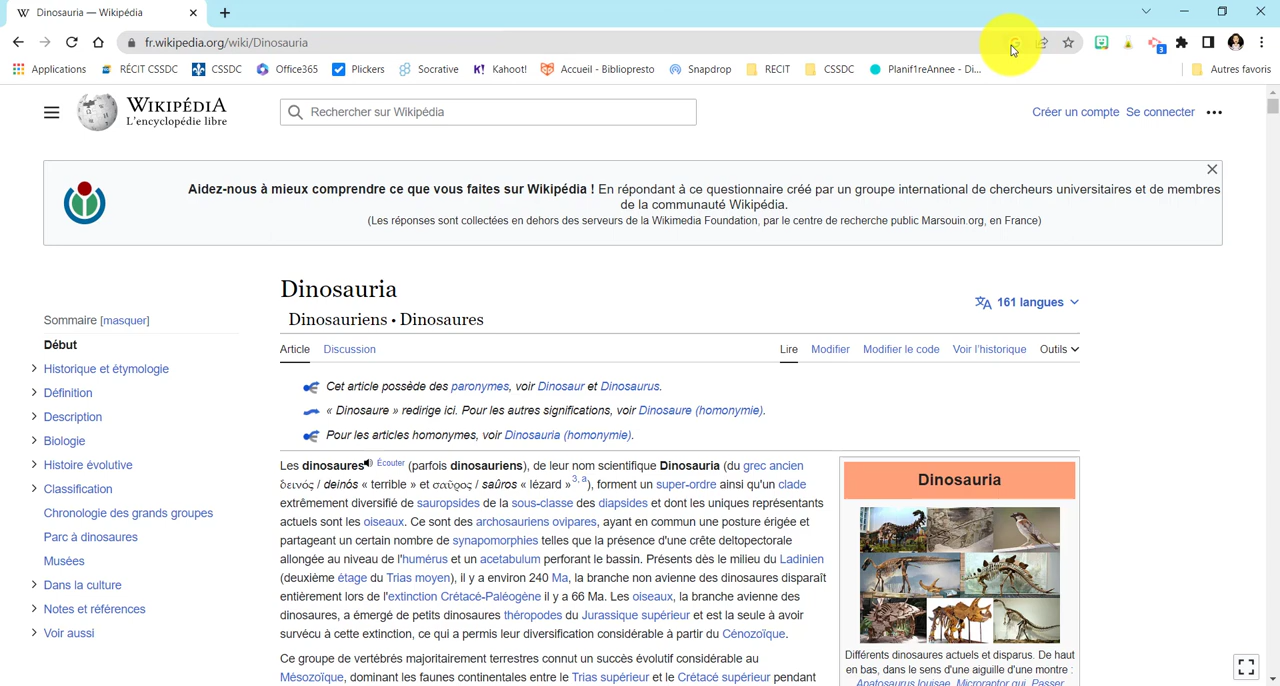 Dinosauria — Wikipédia
fr.wikipedia.org/wiki/Dinosauria
3
Applications RÉCIT CSSDC CSSDC Office365 Plickers Socrative Kahoot! Accueil - Bibliopresto Snapdrop RECIT CSSDC Planif1reAnnee - Di... Autres favoris
WIKIPÉDIA
L'encyclopédie libre
Rechercher sur Wikipédia
Créer un compte Se connecter
Aidez-nous à mieux comprendre ce que vous faites sur Wikipédia ! En répondant à ce questionnaire créé par un groupe international de chercheurs universitaires et de membres
de la communauté Wikipédia.
(Les réponses sont collectées en dehors des serveurs de la Wikimedia Foundation, par le centre de recherche public Marsouin.org, en France)
Dinosauria
Dinosauriens • Dinosaures
161 langues
Article Discussion Lire Modifier Modifier le code Voir l'historique Outils
Sommaire [masquer]
Début
Historique et étymologie
Définition
Description
Biologie
Histoire évolutive
Classification
Chronologie des grands groupes
Parc à dinosaures
Musées
Dans la culture
Notes et références
Voir aussi
Cet article possède des paronymes, voir Dinosaur et Dinosaurus.
« Dinosaure » redirige ici. Pour les autres significations, voir Dinosaure (homonymie).
Pour les articles homonymes, voir Dinosauria (homonymie).
Les dinosaures Écouter (parfois dinosauriens), de leur nom scientifique Dinosauria (du grec ancien
δεινός / deinós « terrible » et σαῦρος / saûros « lézard »3, a), forment un super-ordre ainsi qu'un clade
extrêmement diversifié de sauropsides de la sous-classe des diapsides et dont les uniques représentants
actuels sont les oiseaux. Ce sont des archosauriens ovipares, ayant en commun une posture érigée et
partageant un certain nombre de synapomorphies telles que la présence d'une crête deltopectorale
allongée au niveau de l'humérus et un acetabulum perforant le bassin. Présents dès le milieu du Ladinien
(deuxième étage du Trias moyen), il y a environ 240 Ma, la branche non avienne des dinosaures disparaît
entièrement lors de l'extinction Crétacé-Paléogène il y a 66 Ma. Les oiseaux, la branche avienne des
dinosaures, a émergé de petits dinosaures théropodes du Jurassique supérieur et est la seule à avoir
survécu à cette extinction, ce qui a permis leur diversification considérable à partir du Cénozoïque.
Ce groupe de vertébrés majoritairement terrestres connut un succès évolutif considérable au
Mésozoïque, dominant les faunes continentales entre le Trias supérieur et le Crétacé supérieur pendant
Dinosauria
Différents dinosaures actuels et disparus. De haut
en bas, dans le sens d'une aiguille d'une montre :
Apatosaurus louisae, Microraptor gui, Passer